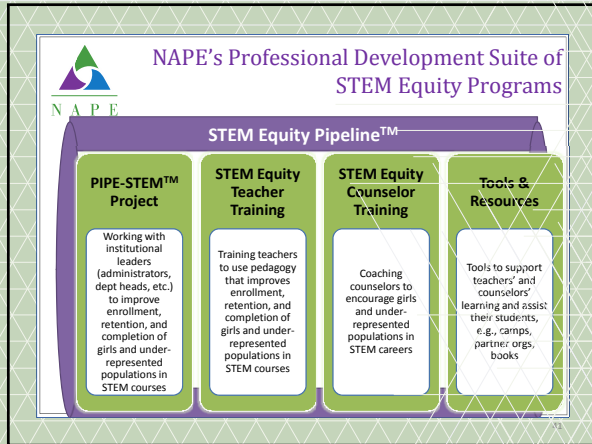 NAPE's Professional Development Suite of
STEM Equity Programs
N A P E
STEM Equity Pipeline™
PIPE-STEM™
Project
Working with
institutional
leaders
(administrators,
dept heads, etc.)
to improve
enrollment,
retention, and
completion of
girls and under-
represented
populations in
STEM courses
STEM Equity
Teacher
Training
Training teachers
to use pedagogy
that improves
enrollment,
retention, and
completion of
girls and under-
represented
populations in
STEM courses
STEM Equity
Counselor
Training
Coaching
counselors to
encourage girls
and under-
represented
populations in
STEM careers
Tools &
Resources
Tools to support
teachers' and
counselors'
learning and assist
their students,
e.g., camps,
partner orgs,
books